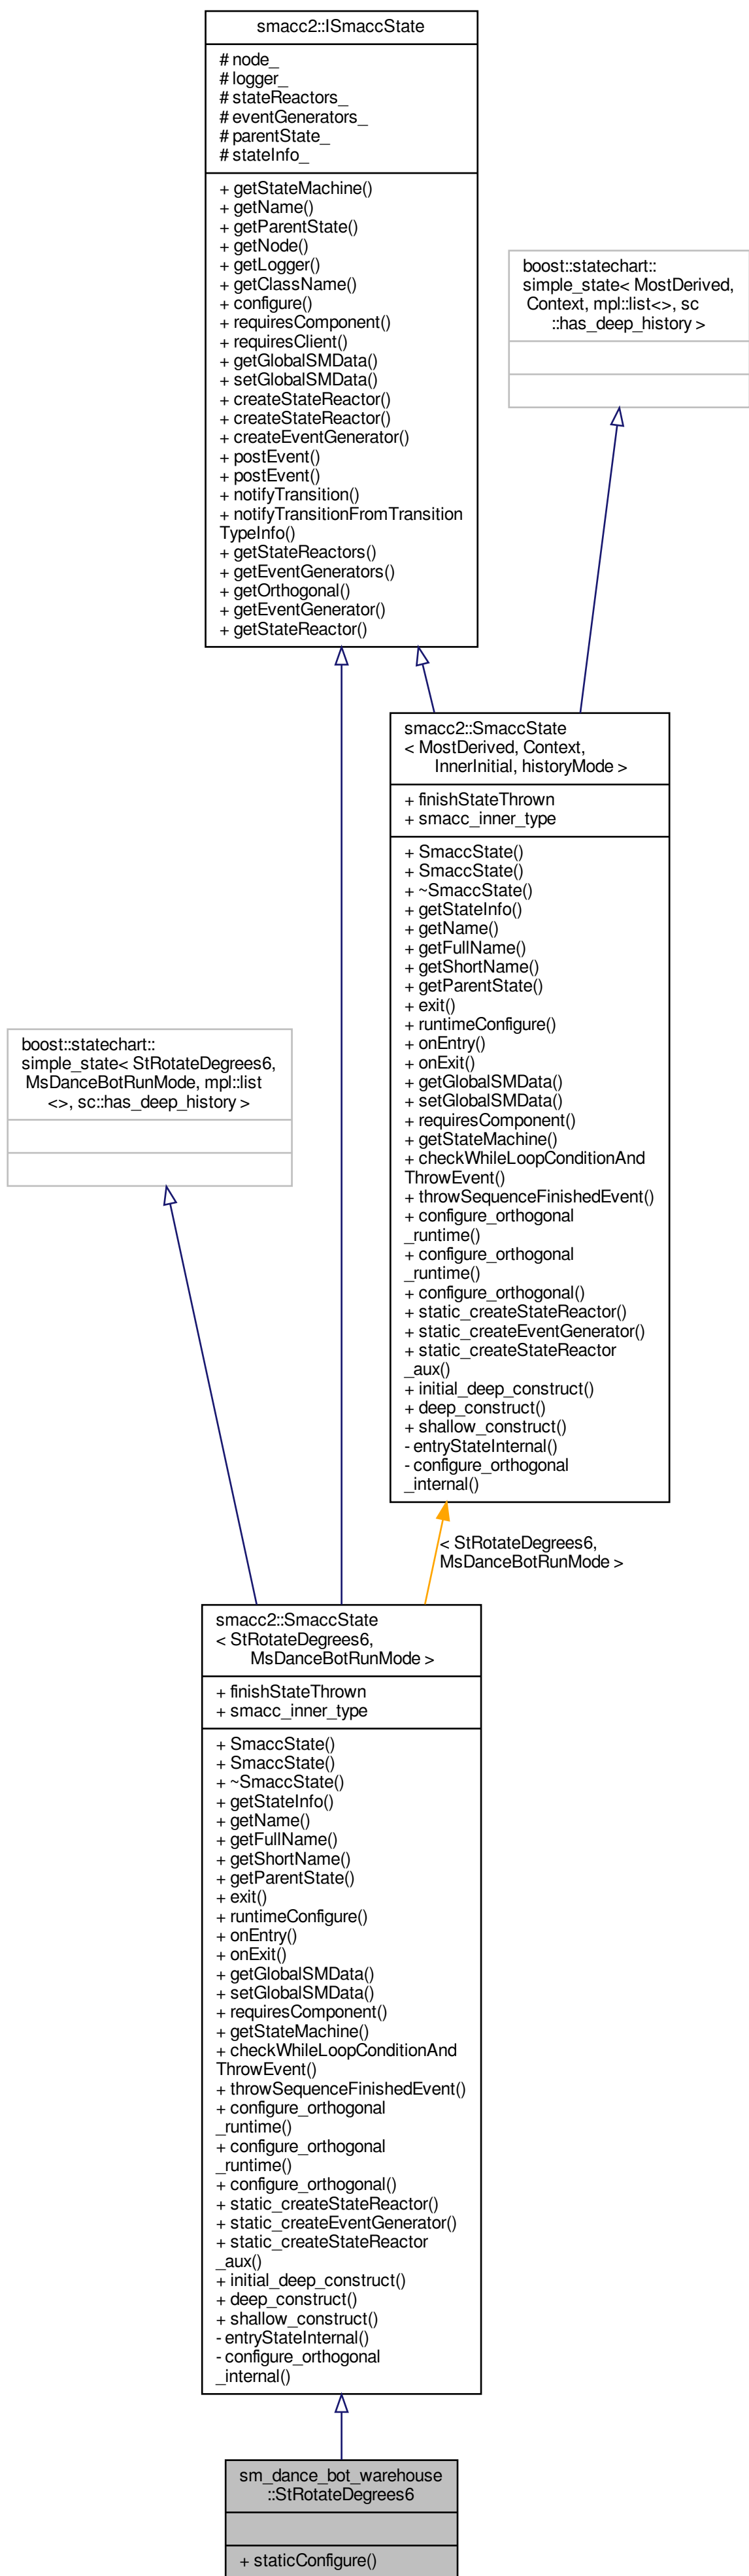 smacc2::ISmaccState
# node_
# logger_
# stateReactors_
# eventGenerators_
# parentState_
# stateInfo_
+ getStateMachine()
+ getName()
+ getParentState()
+ getNode()
+ getLogger()
+ getClassName()
+ configure()
+ requiresComponent()
+ requiresClient()
+ getGlobalSMData()
+ setGlobalSMData()
+ createStateReactor()
+ createStateReactor()
+ createEventGenerator()
+ postEvent()
+ postEvent()
+ notifyTransition()
+ notifyTransitionFromTransition
TypeInfo()
+ getStateReactors()
+ getEventGenerators()
+ getOrthogonal()
+ getEventGenerator()
+ getStateReactor()
boost::statechart::
simple_state< MostDerived,
Context, mpl::list<>, sc
::has_deep_history >
smacc2::SmaccState
< MostDerived, Context,
InnerInitial, historyMode >
+ finishStateThrown
+ smacc_inner_type
+ SmaccState()
+ SmaccState()
+ ~SmaccState()
+ getStateInfo()
+ getName()
+ getFullName()
+ getShortName()
+ getParentState()
+ exit()
+ runtimeConfigure()
+ onEntry()
+ onExit()
+ getGlobalSMData()
+ setGlobalSMData()
+ requiresComponent()
+ getStateMachine()
+ checkWhileLoopConditionAnd
ThrowEvent()
+ throwSequenceFinishedEvent()
+ configure_orthogonal
_runtime()
+ configure_orthogonal
_runtime()
+ configure_orthogonal()
+ static_createStateReactor()
+ static_createEventGenerator()
+ static_createStateReactor
_aux()
+ initial_deep_construct()
+ deep_construct()
+ shallow_construct()
- entryStateInternal()
- configure_orthogonal
_internal()
boost::statechart::
simple_state< StRotateDegrees6,
MsDanceBotRunMode, mpl::list
<>, sc::has_deep_history >
< StRotateDegrees6,
MsDanceBotRunMode >
smacc2::SmaccState
< StRotateDegrees6,
MsDanceBotRunMode >
+ finishStateThrown
+ smacc_inner_type
+ SmaccState()
+ SmaccState()
+ ~SmaccState()
+ getStateInfo()
+ getName()
+ getFullName()
+ getShortName()
+ getParentState()
+ exit()
+ runtimeConfigure()
+ onEntry()
+ onExit()
+ getGlobalSMData()
+ setGlobalSMData()
+ requiresComponent()
+ getStateMachine()
+ checkWhileLoopConditionAnd
ThrowEvent()
+ throwSequenceFinishedEvent()
+ configure_orthogonal
_runtime()
+ configure_orthogonal
_runtime()
+ configure_orthogonal()
+ static_createStateReactor()
+ static_createEventGenerator()
+ static_createStateReactor
_aux()
+ initial_deep_construct()
+ deep_construct()
+ shallow_construct()
- entryStateInternal()
- configure_orthogonal
_internal()
sm_dance_bot_warehouse
::StRotateDegrees6
+ staticConfigure()